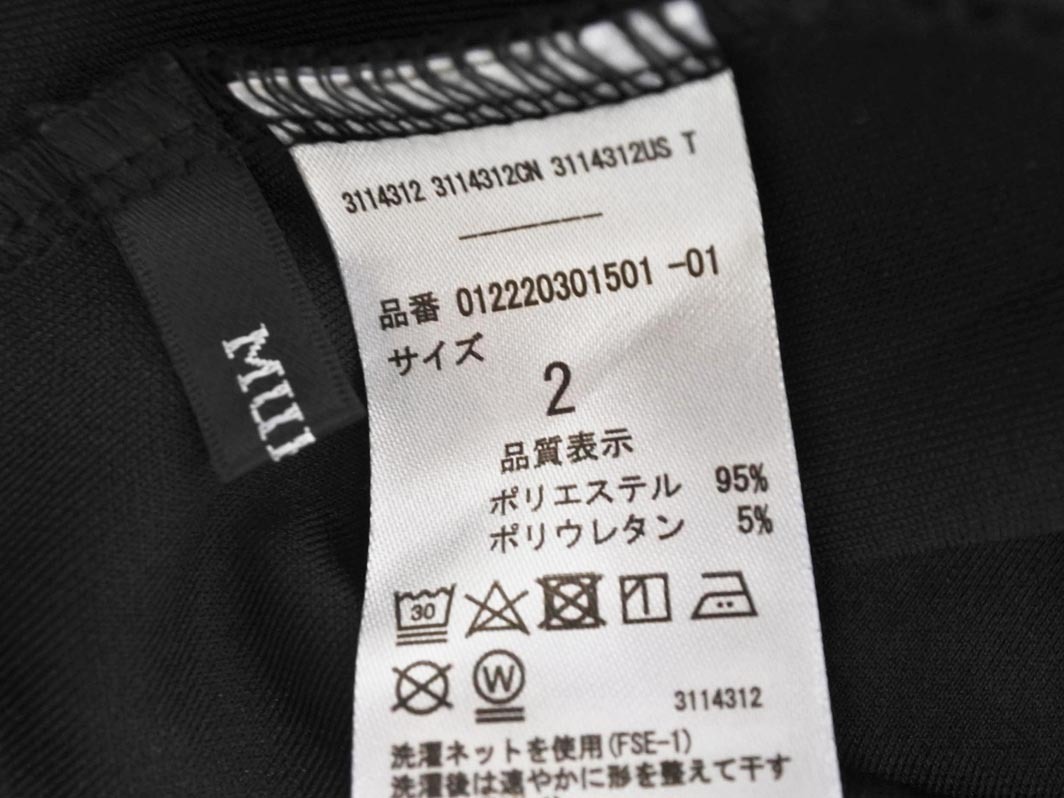 3114312 3114312CN 3114312US T
品番 012220301501 -01
サイズ
2
品質表示
ポリエステル 95%
ポリウレタン 5%
30
W
3114312
洗濯ネットを使用(FSE-1)
洗濯後は速やかに形を整えて干す